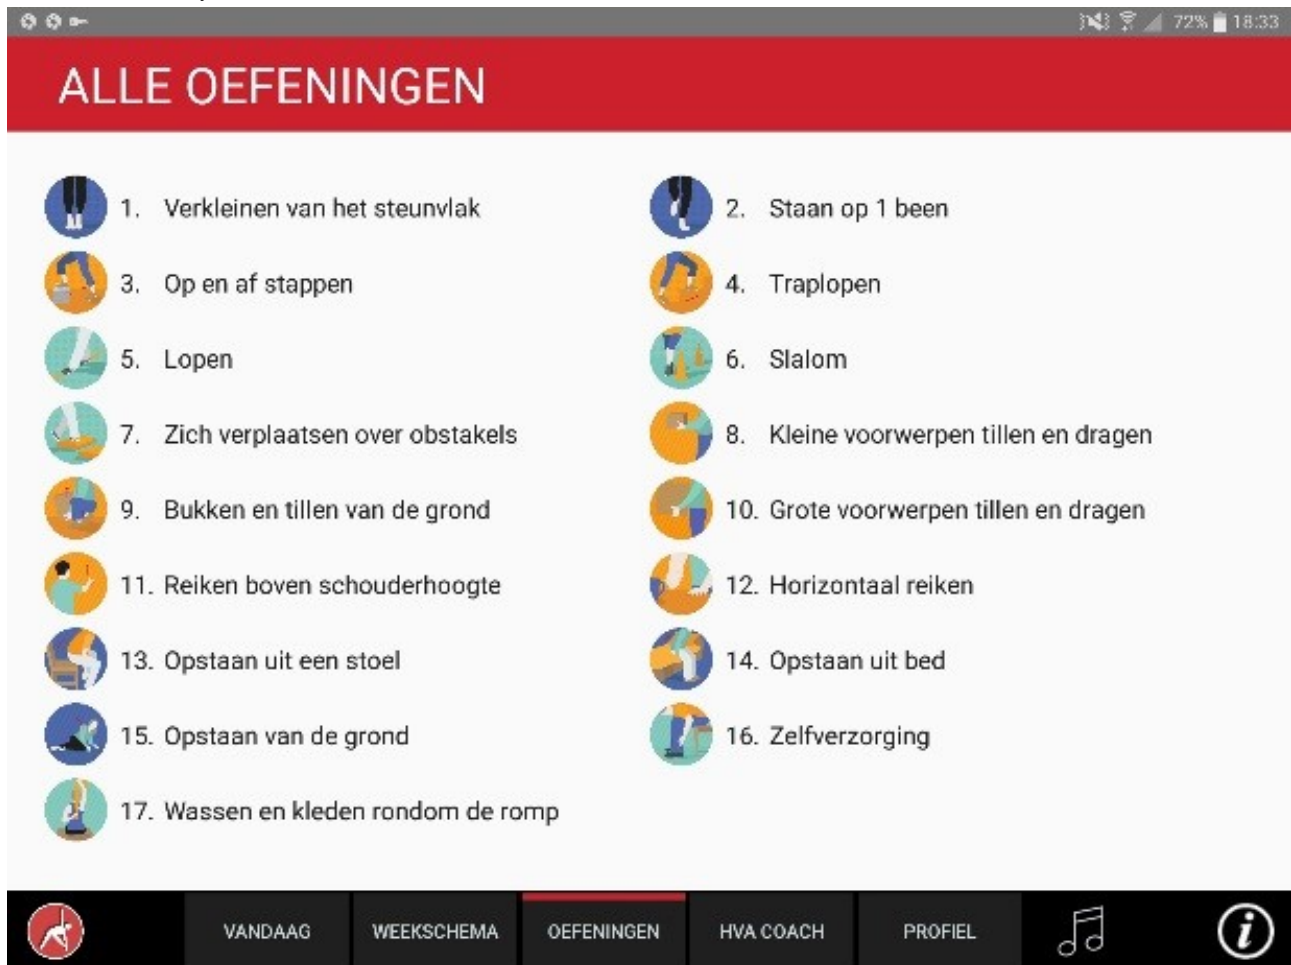 72% 18:33
ALLE OEFENINGEN
1. Verkleinen van het steunvlak
2. Staan op 1 been
3. Op en af stappen
4. Traplopen
5. Lopen
6. Slalom
7. Zich verplaatsen over obstakels
8. Kleine voorwerpen tillen en dragen
9. Bukken en tillen van de grond
10. Grote voorwerpen tillen en dragen
11. Reiken boven schouderhoogte
12. Horizontaal reiken
13. Opstaan uit een stoel
14. Opstaan uit bed
15. Opstaan van de grond
16. Zelfverzorging
17. Wassen en kleden rondom de romp
VANDAAG WEEKSCHEMA OEFENINGEN HVA COACH PROFIEL i